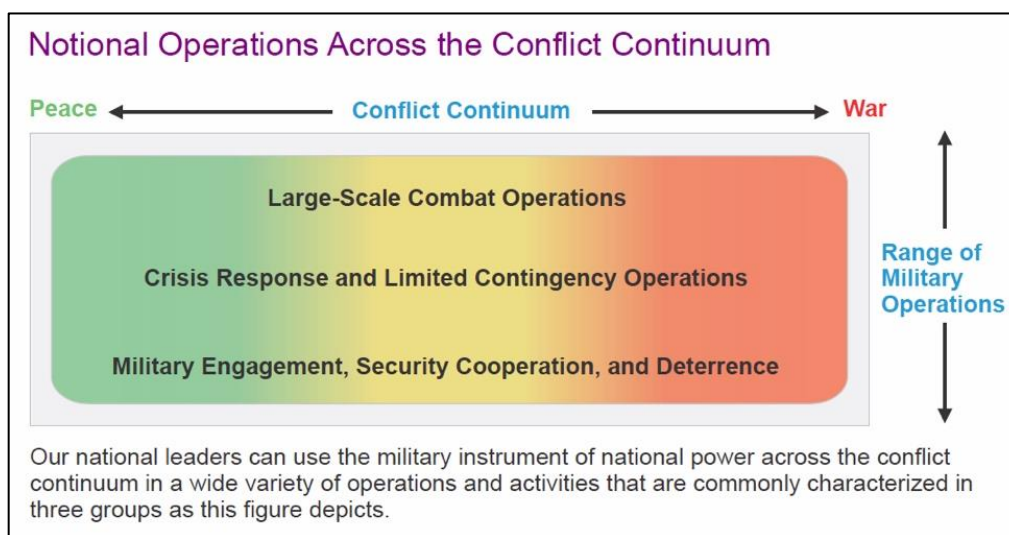 Notional Operations Across the Conflict Continuum
Peace
Conflict Continuum
War
Large-Scale Combat Operations
Crisis Response and Limited Contingency Operations
Military Engagement, Security Cooperation, and Deterrence
Range of
Military
Operations
Our national leaders can use the military instrument of national power across the conflict
continuum in a wide variety of operations and activities that are commonly characterized in
three groups as this figure depicts.